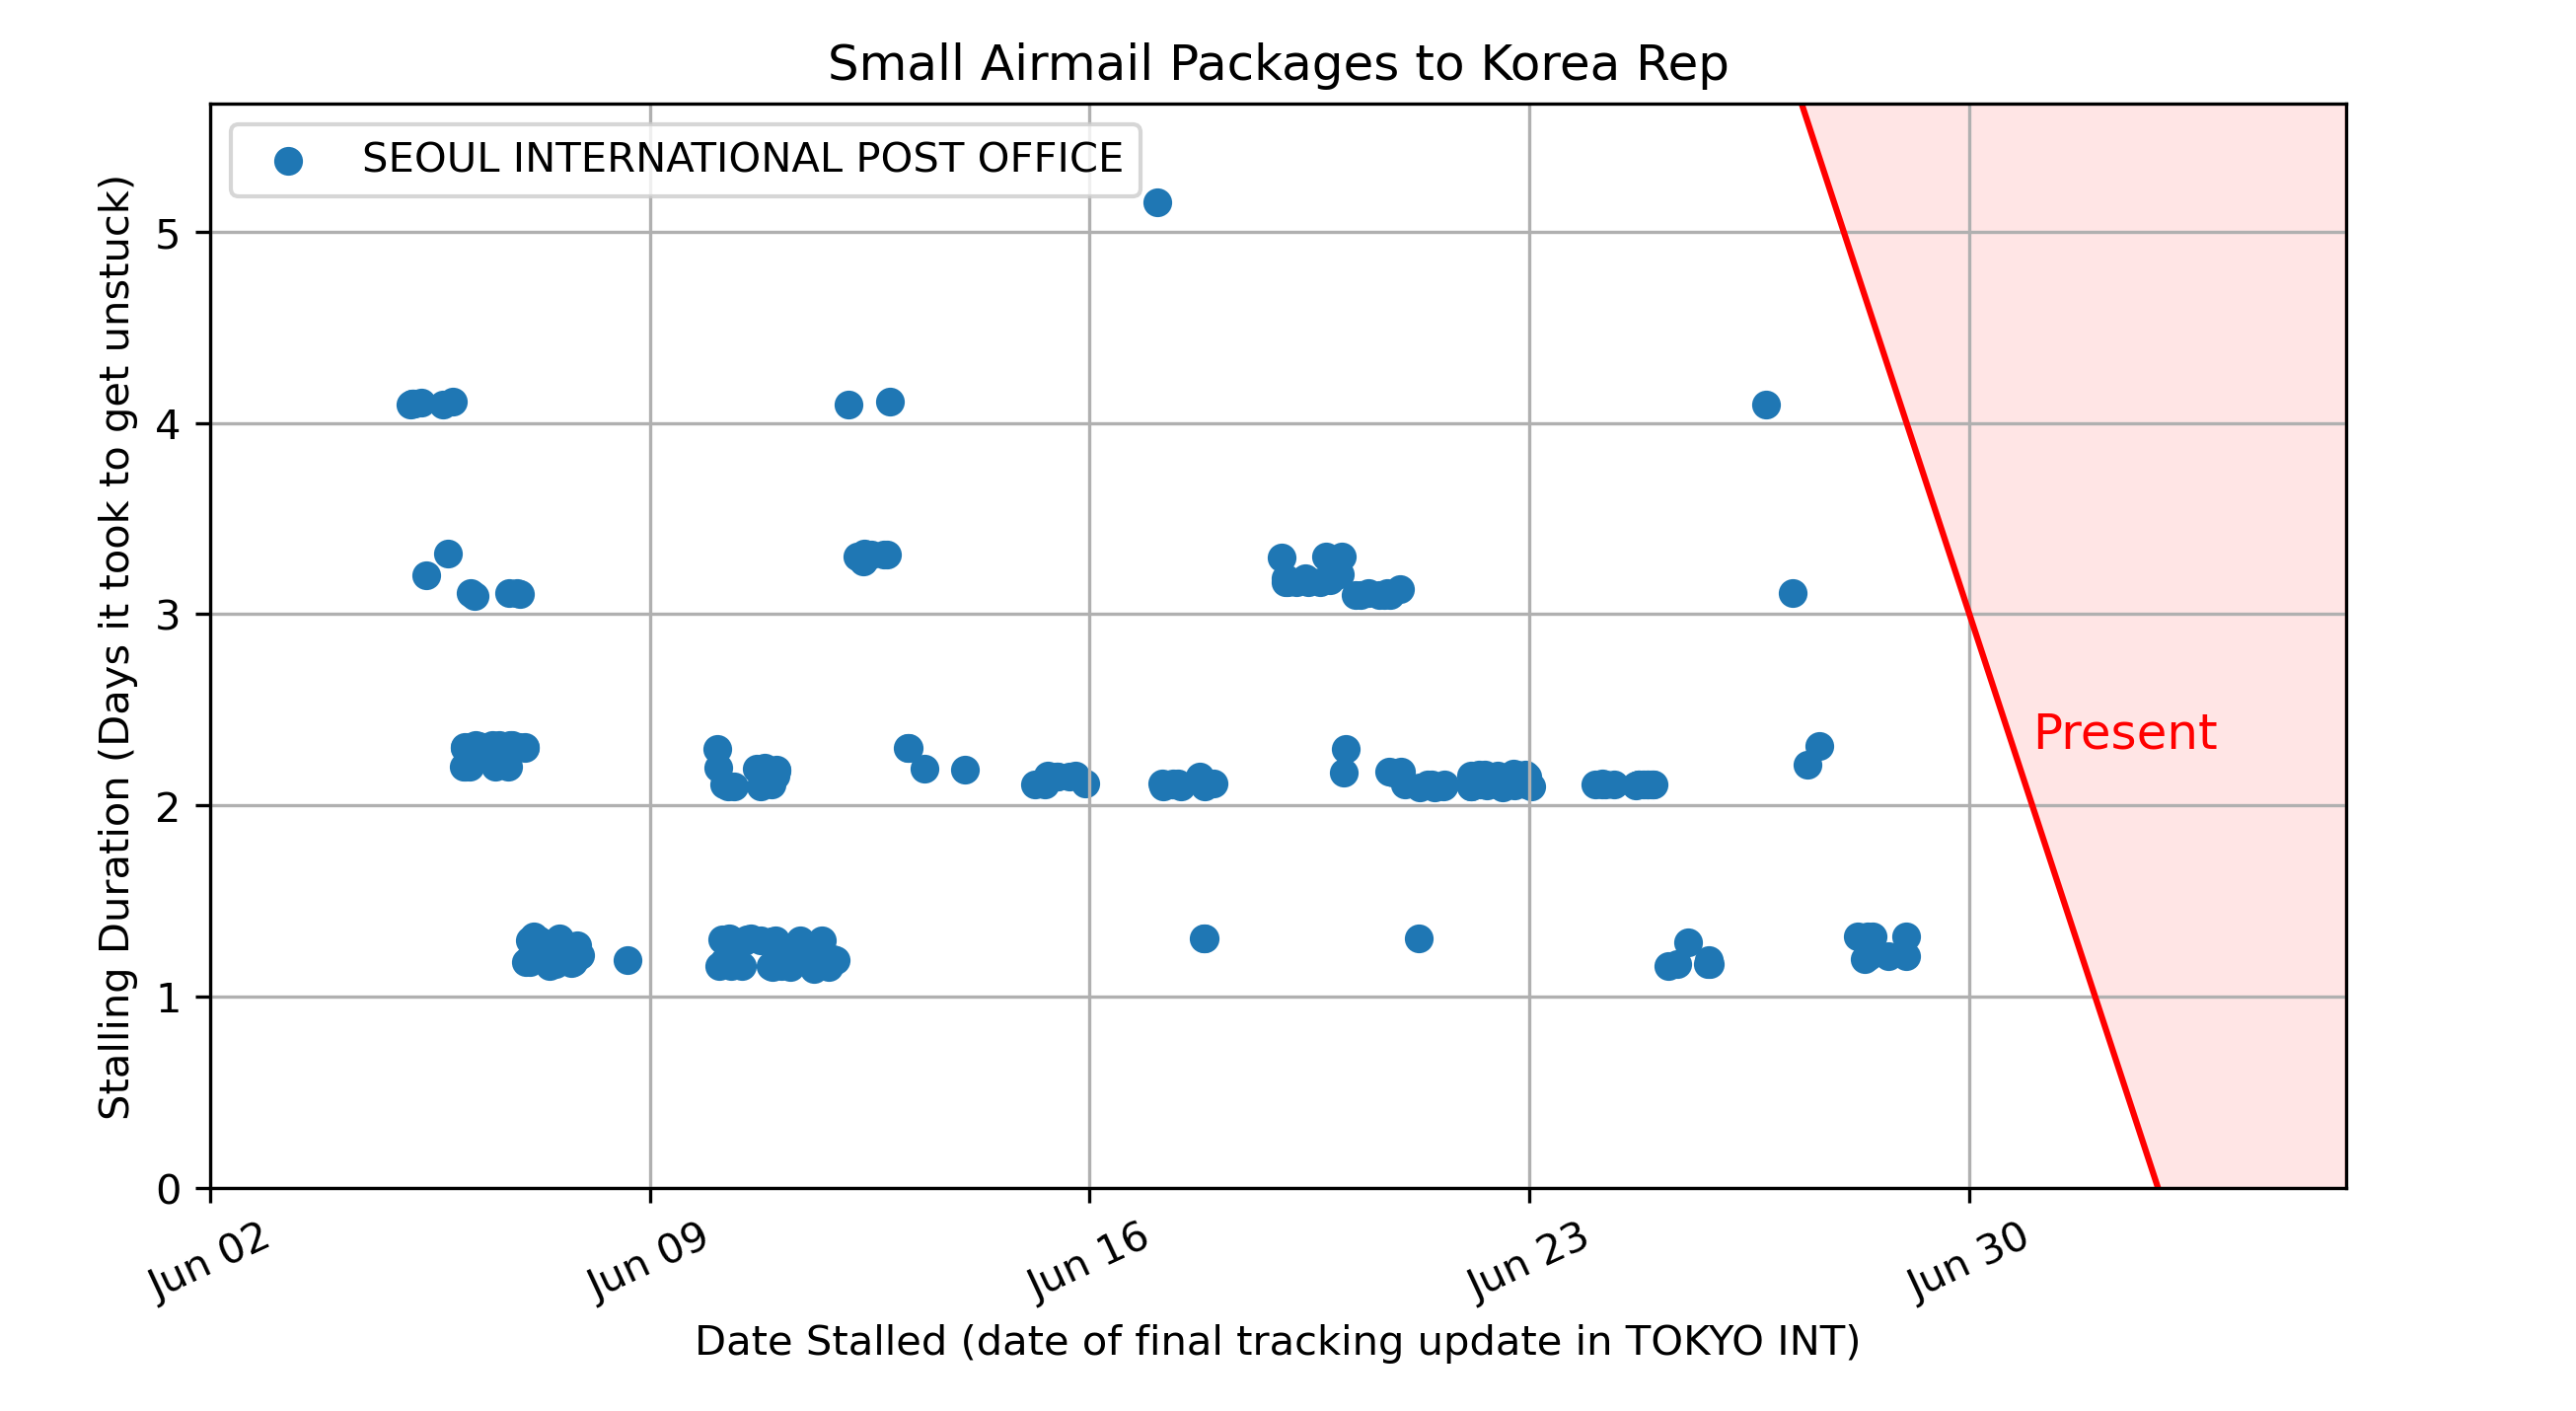 Small Airmail Packages to Korea Rep
SEOUL INTERNATIONAL POST OFFICE
Stalling Duration (Days it took to get unstuck)
5
4
3
2
1
0
Present
Jun 02
Jun 09
Jun 16
Jun 23
Jun 30
Date Stalled (date of final tracking update in TOKYO INT)